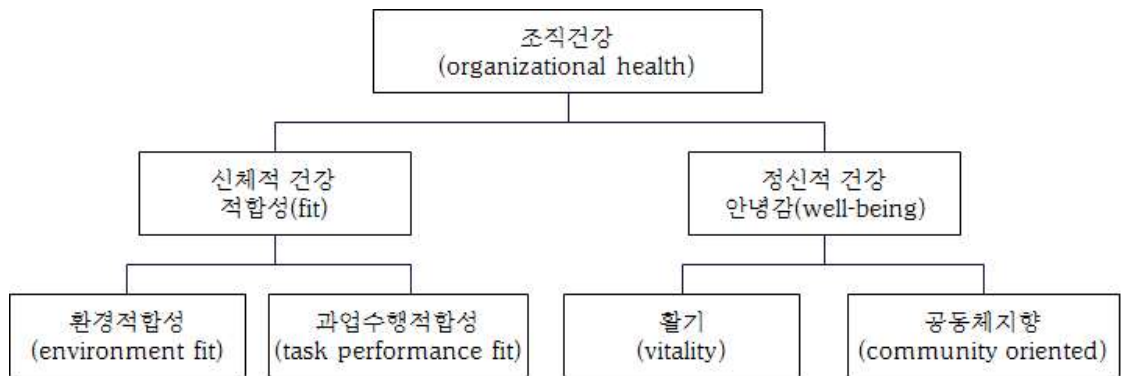 조직건강
(organizational health)
신체적 건강
적합성(fit)
정신적 건강
안녕감(well-being)
환경적합성
(environment fit)
과업수행적합성
(task performance fit)
활기
(vitality)
공동체지향
(community oriented)